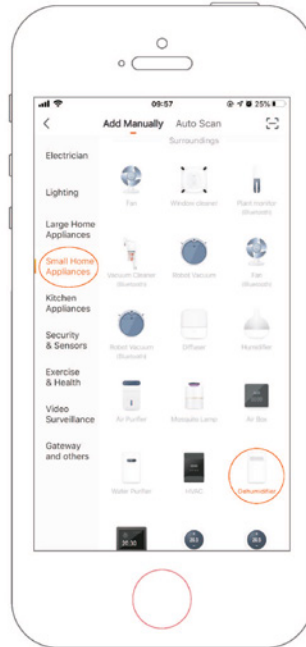 09:57
25%
Add Manually Auto Scan
Surroundings
Electrician
Lighting
Large Home
Appliances
Small Home
Appliances
Kitchen
Appliances
Security
& Sensors
Exercise
& Health
Video
Surveillance
Gateway
and others
Fan
Window cleaner
Plant monitor
(Bluetooth)
Vacuum Cleaner
(Bluetooth)
Robot Vacuum
Fan
(Bluetooth)
Robot Vacuum
(Bluetooth)
Diffuser
Humidifier
Air Purifier
Mosquito Lamp
Air Box
Water Purifier
HVAC
Dehumidifier
20:30